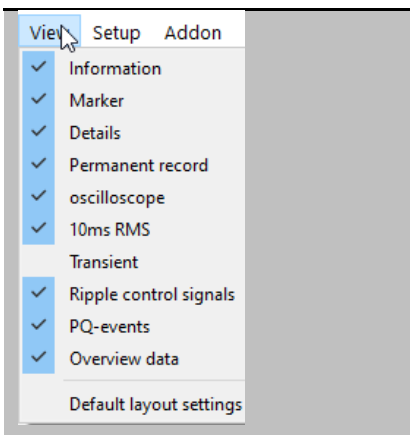 View Setup Addon
Information
Marker
Details
Permanent record
oscilloscope
10ms RMS
Transient
Ripple control signals
PQ-events
Overview data
Default layout settings